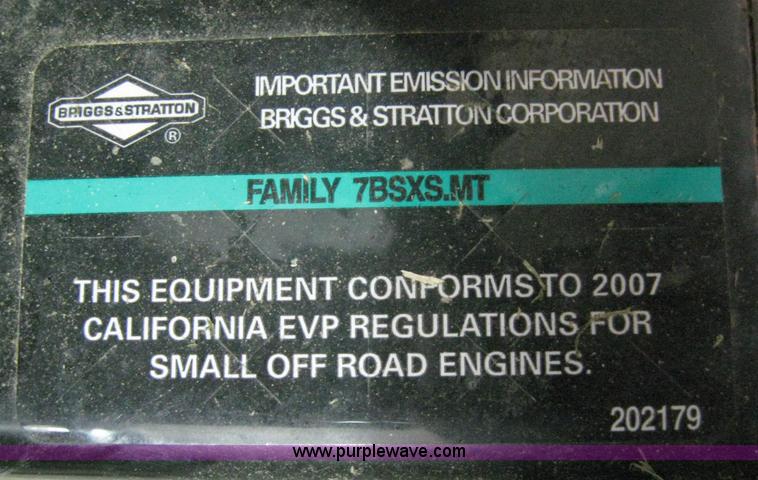 IMPORTANT EMISSION INFORMATION
BRIGGS & STRATTON CORPORATION
BRIGGS & STRATTON
®
FAMILY 7BSXS.MT
THIS EQUIPMENT CONFORMS TO 2007
CALIFORNIA EVP REGULATIONS FOR
SMALL OFF ROAD ENGINES.
202179
www.purplewave.com